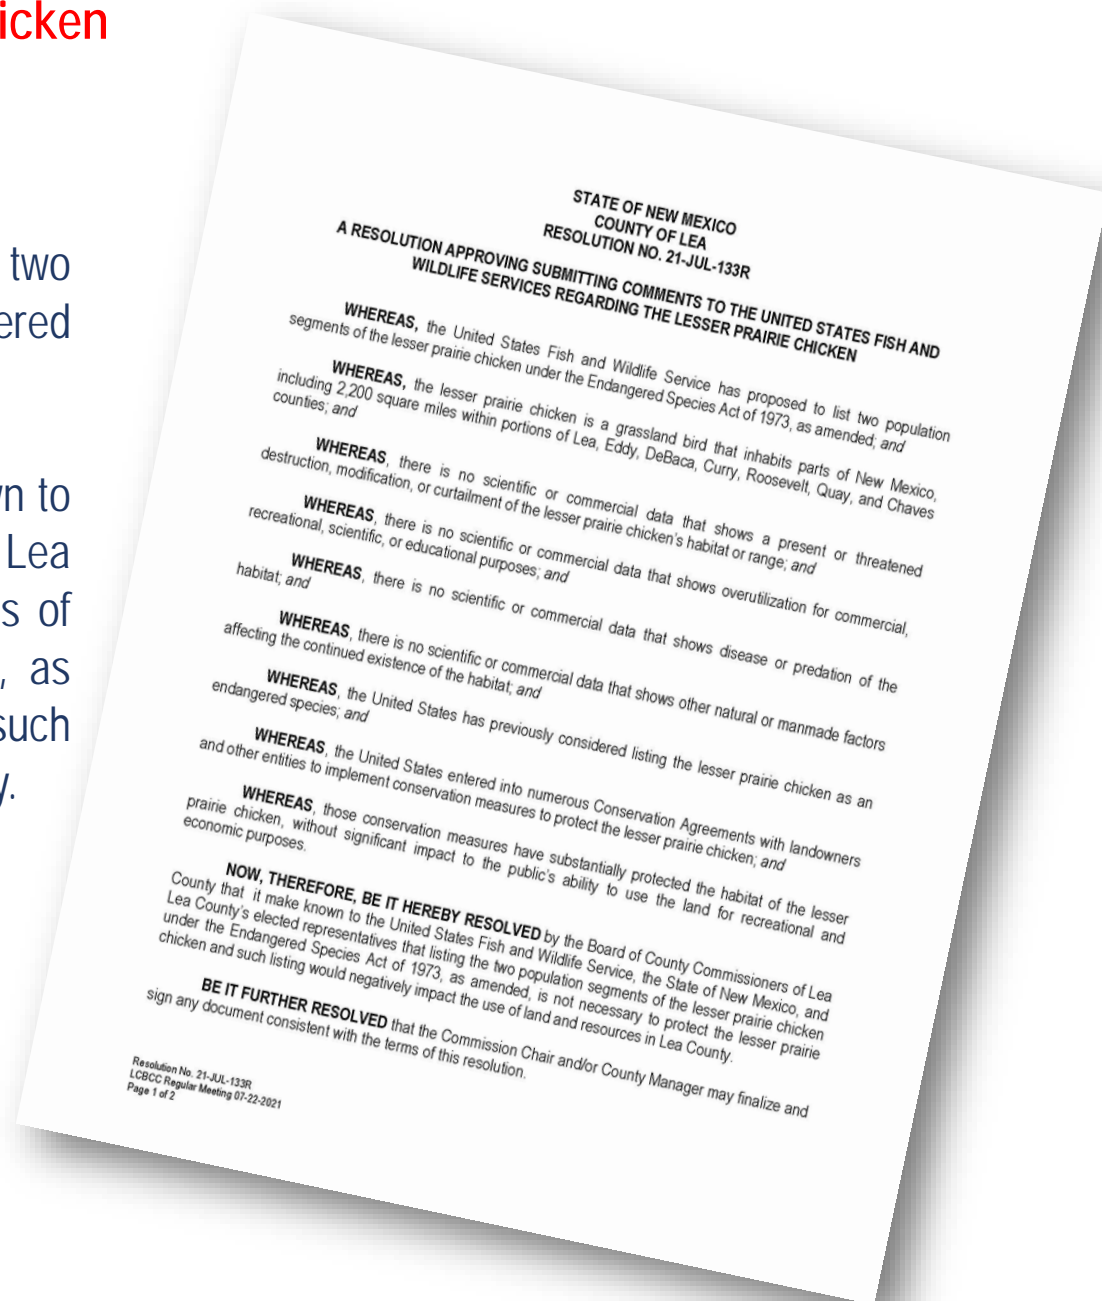 icken
two
ered
n to
Lea
s of
, as
such
y.
STATE OF NEW MEXICO
COUNTY OF LEA
RESOLUTION NO. 21-JUL-133R
A RESOLUTION APPROVING SUBMITTING COMMENTS TO THE UNITED STATES FISH AND
WILDLIFE SERVICES REGARDING THE LESSER PRAIRIE CHICKEN
WHEREAS, the United States Fish and Wildlife Service has proposed to list two population
segments of the lesser prairie chicken under the Endangered Species Act of 1973, as amended; and
WHEREAS, the lesser prairie chicken is a grassland bird that inhabits parts of New Mexico,
including 2,200 square miles within portions of Lea, Eddy, DeBaca, Curry, Roosevelt, Quay, and Chaves
counties; and
WHEREAS, there is no scientific or commercial data that shows a present or threatened
destruction, modification, or curtailment of the lesser prairie chicken's habitat or range; and
WHEREAS, there is no scientific or commercial data that shows overutilization for commercial,
recreational, scientific, or educational purposes; and
WHEREAS, there is no scientific or commercial data that shows disease or predation of the
habitat; and
WHEREAS, there is no scientific or commercial data that shows other natural or manmade factors
affecting the continued existence of the habitat; and
WHEREAS, the United States has previously considered listing the lesser prairie chicken as an
endangered species; and
WHEREAS, the United States entered into numerous Conservation Agreements with landowners
and other entities to implement conservation measures to protect the lesser prairie chicken; and
WHEREAS, those conservation measures have substantially protected the habitat of the lesser
prairie chicken, without significant impact to the public's ability to use the land for recreational and
economic purposes.
NOW, THEREFORE, BE IT HEREBY RESOLVED by the Board of County Commissioners of Lea
County that it make known to the United States Fish and Wildlife Service, the State of New Mexico, and
Lea County's elected representatives that listing the two population segments of the lesser prairie chicken
under the Endangered Species Act of 1973, as amended, is not necessary to protect the lesser prairie
chicken and such listing would negatively impact the use of land and resources in Lea County.
BE IT FURTHER RESOLVED that the Commission Chair and/or County Manager may finalize and
sign any document consistent with the terms of this resolution.
Resolution No. 21-JUL-133R
LCBCC Regular Meeting 07-22-2021
Page 1 of 2